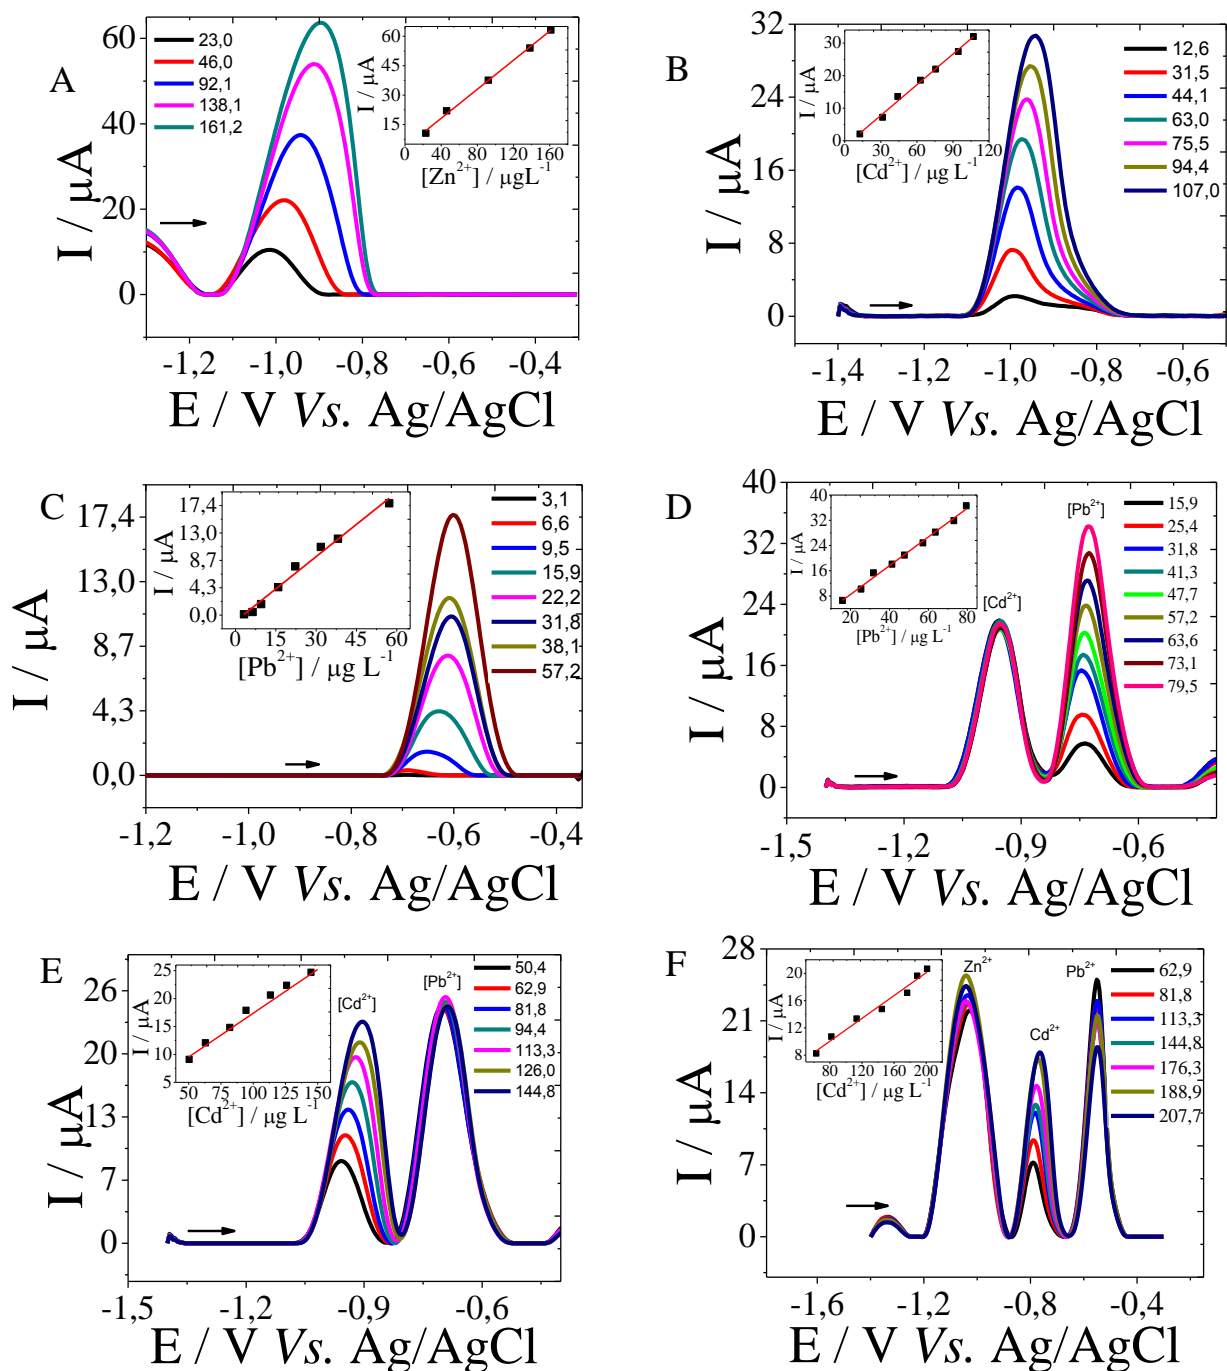 A
23,0
46,0
92,1
138,1
161,2
I / μA
60
40
20
0
-1,2 -1,0 -0,8 -0,6 -0,4
E / V Vs. Ag/AgCl
I / μA
60
45
30
15
0 40 80 120 160
[Zn2+] / μgL-1
B
12,6
31,5
44,1
63,0
75,5
94,4
107,0
I / μA
32
24
16
8
0
-1,4 -1,2 -1,0 -0,8 -0,6
E / V Vs. Ag/AgCl
I / μA
30
20
10
0
0 30 60 90 120
[Cd2+] / μg L-1
C
3,1
6,6
9,5
15,9
22,2
31,8
38,1
57,2
I / μA
17,4
13,0
8,7
4,3
0,0
-1,2 -1,0 -0,8 -0,6 -0,4
E / V Vs. Ag/AgCl
I / μA
17,4
13,0
8,7
4,3
0,0
0 15 30 45 60
[Pb2+] / μg L-1
D
15,9
25,4
31,8
41,3
47,7
57,2
63,6
73,1
79,5
[Cd2+]
[Pb2+]
I / μA
40
32
24
16
8
0
-1,5 -1,2 -0,9 -0,6
E / V Vs. Ag/AgCl
I / μA
40
32
24
16
8
20 30 40 50 60 70 80
[Pb2+] / μg L-1
E
50,4
62,9
81,8
94,4
113,3
126,0
144,8
[Cd2+]
[Pb2+]
I / μA
26
20
13
7
0
-1,5 -1,2 -0,9 -0,6
E / V Vs. Ag/AgCl
I / μA
25
20
15
10
5
50 75 100 125 150
[Cd2+] / μg L-1
F
62,9
81,8
113,3
144,8
176,3
188,9
207,7
Zn2+
Cd2+
Pb2+
I / μA
28
21
14
7
0
-1,6 -1,2 -0,8 -0,4
E / V Vs. Ag/AgCl
I / μA
20
16
12
8
80 120 160 200
[Cd2+] / μg L-1